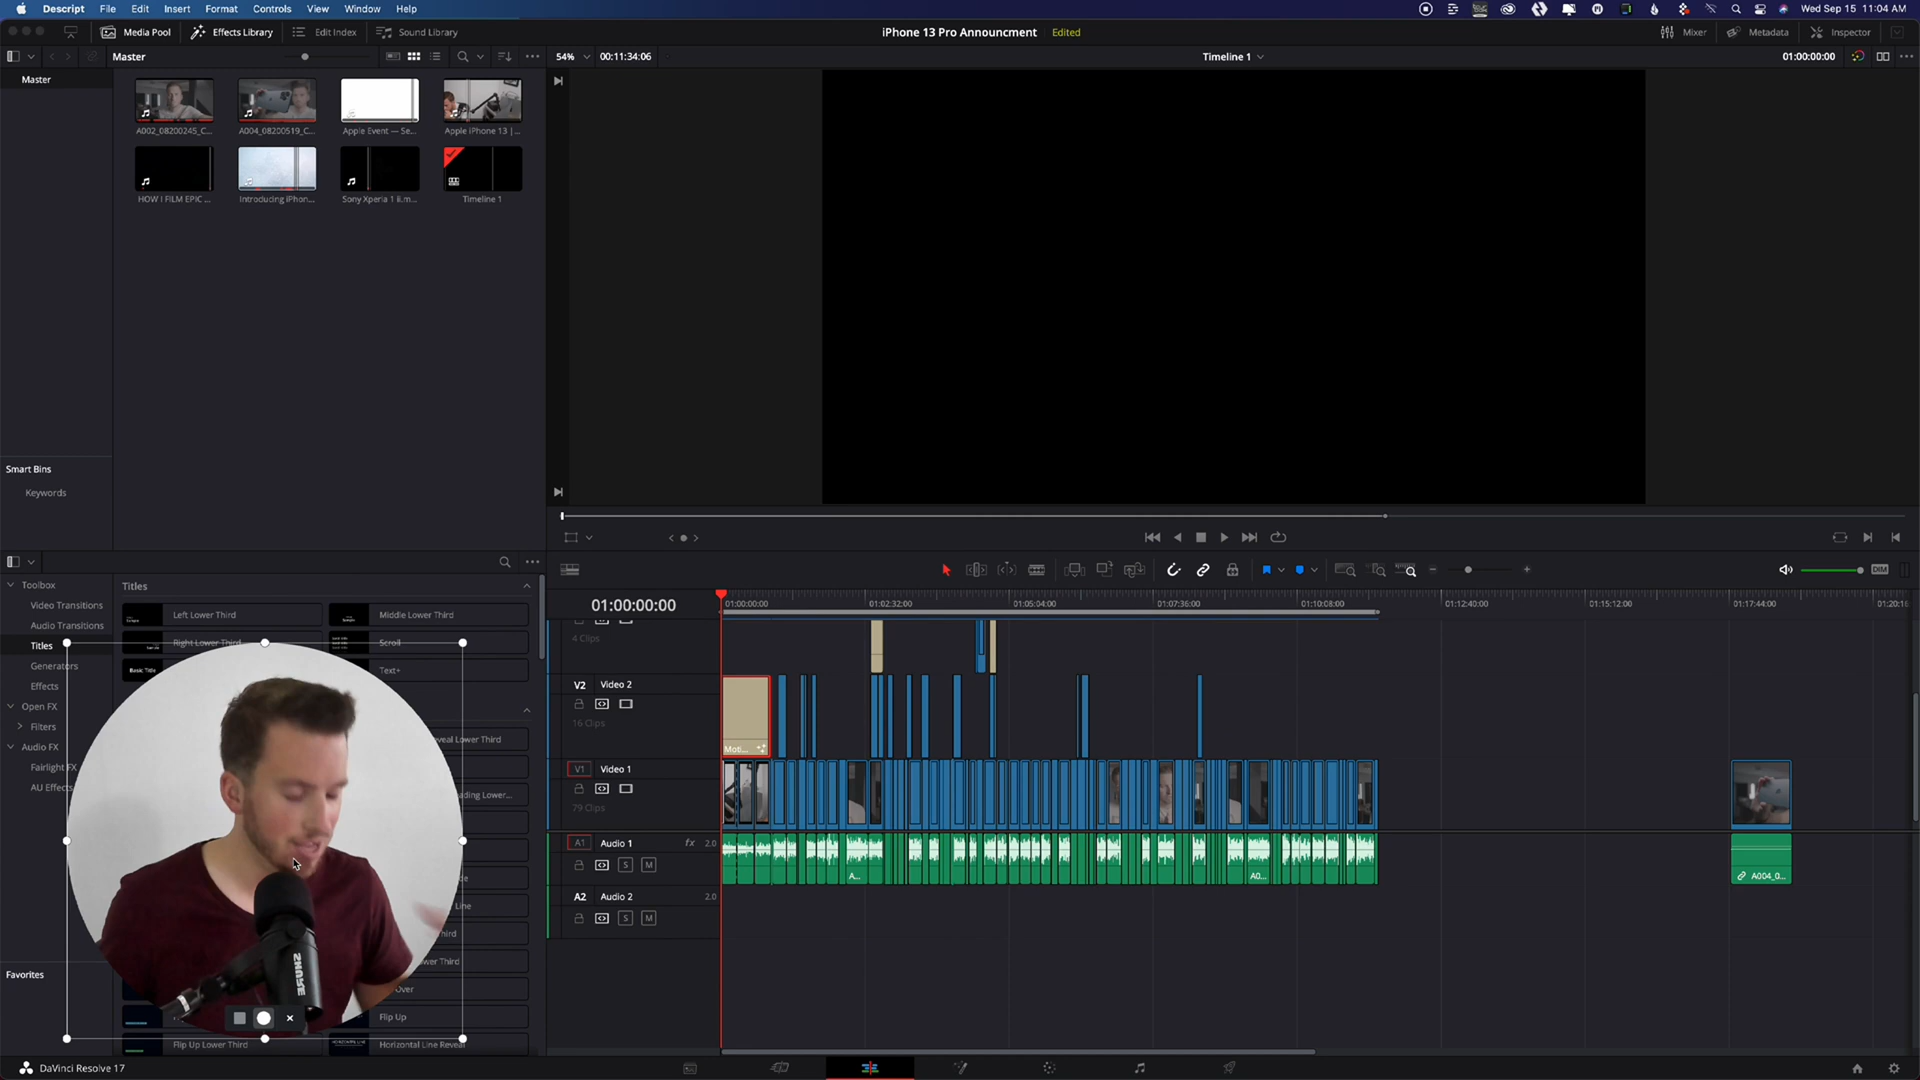 Descript File Edit Insert Format Controls View Window Help
Wed Sep 15 11:04 AM
Media Pool Effects Library Edit Index Sound Library
iPhone 13 Pro Announcment Edited
Mixer Metadata Inspector
Master
54% 00:11:34:06
Timeline 1
01:00:00:00
Master
A002_08200245_C... A004_08200519_C... Apple Event — Se... Apple iPhone 13 |...
HOW I FILM EPIC ... Introducing iPhon... Sony Xperia 1 ii.m... Timeline 1
Smart Bins
Keywords
Toolbox
Video Transitions
Audio Transitions
Titles
Generators
Effects
Open FX
Filters
Audio FX
Fairlight FX
AU Effects
Favorites
Titles
Left Lower Third Middle Lower Third
Right Lower Third Scroll
Basic Title Text+
eveal Lower Third
ading Lower...
de
Line
hird
ower Third
Over
Flip Up
Flip Up Lower Third Horizontal Line Reveal
SHURE
DIM
01:00:00:00
01:00:00:00 01:02:32:00 01:05:04:00 01:07:36:00 01:10:08:00 01:12:40:00 01:15:12:00 01:17:44:00 01:20:16
4 Clips
V2 Video 2
16 Clips
Moti...
V1 Video 1
79 Clips
A1 Audio 1 fx 2.0
S M
A... A0... A004_0...
A2 Audio 2 2.0
S M
DaVinci Resolve 17